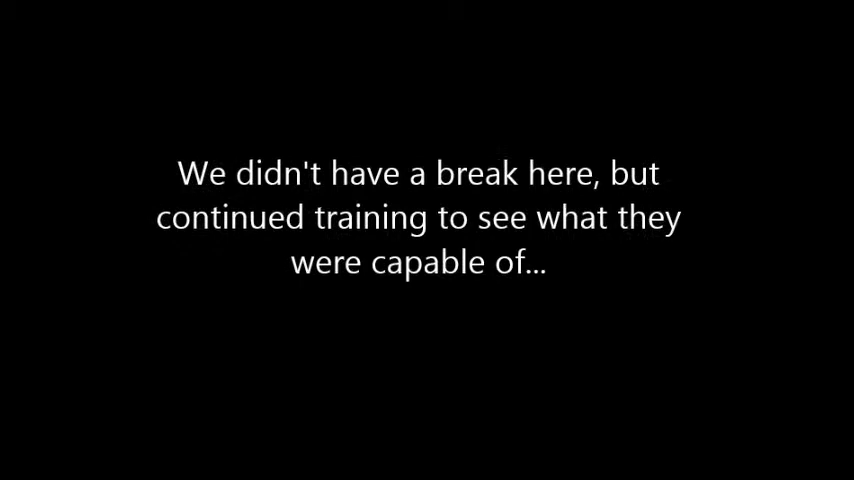 We didn't have a break here, but
continued training to see what they
were capable of...